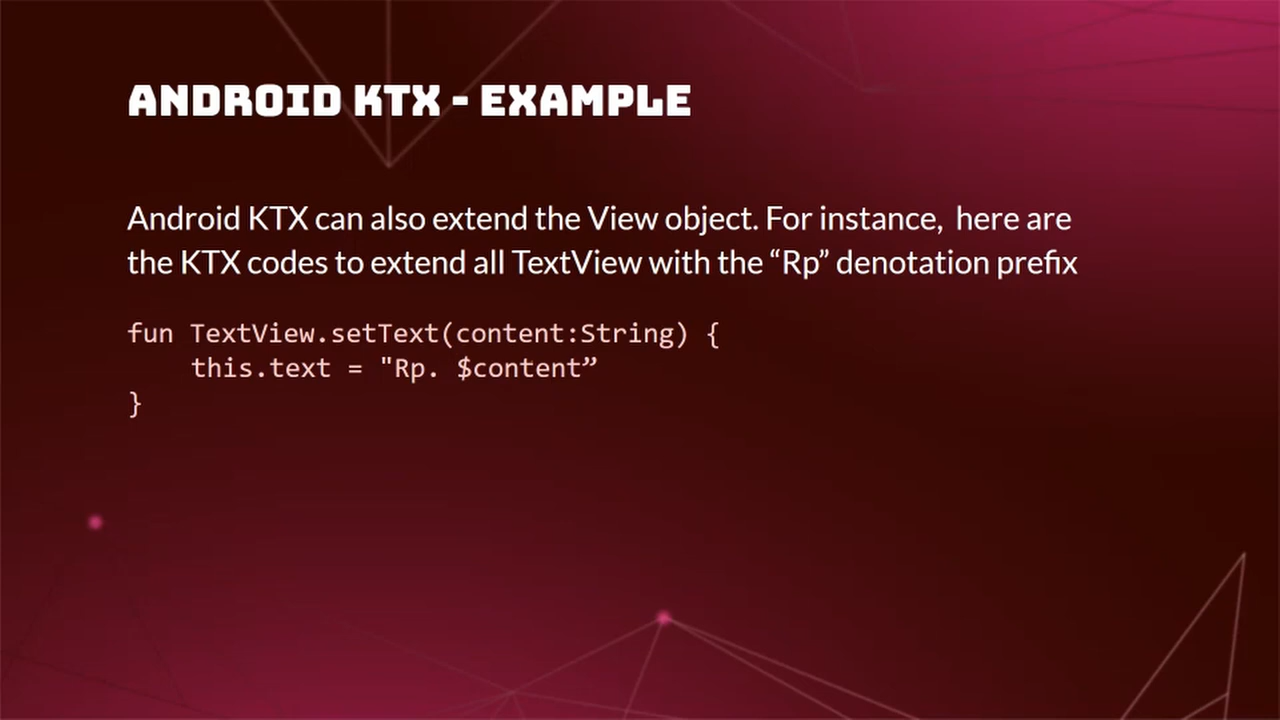 ANDROID KTX - EXAMPLE
Android KTX can also extend the View object. For instance,  here are
the KTX codes to extend all TextView with the “Rp” denotation prefix
fun TextView.setText(content:String) {
    this.text = "Rp. $content”
}